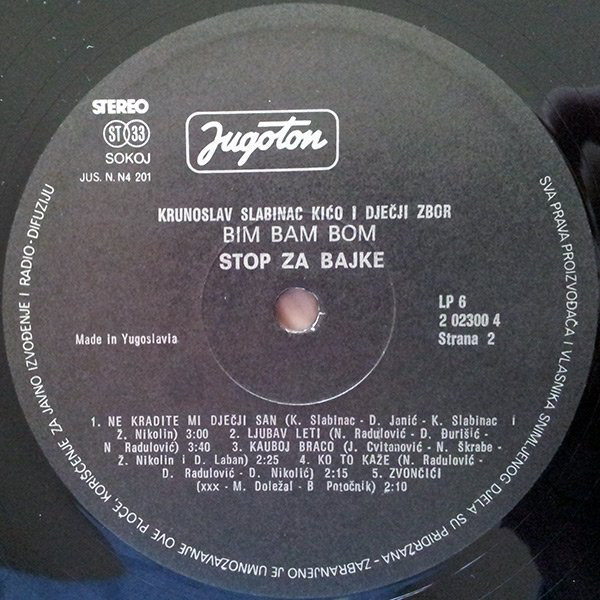 STEREO
ST 33
SOKOJ
JUS. N. N4 201
Jugoton
KRUNOSLAV SLABINAC KIĆO I DJEČJI ZBOR
BIM BAM BOM
STOP ZA BAJKE
LP 6
2 02300 4
Strana 2
Made in Yugoslavia
1. NE KRADITE MI DJEČJI SAN (K. Slabinac - D. Janić - K. Slabinac i
Ž. Nikolin) 3:00 2. LJUBAV LETI (N. Radulović - D. Đurišić -
N Radulović) 3:40 3. KAUBOJ BRACO (J. Cvitanović - N. Škrabe -
Ž. Nikolin i D. Laban) 2:25 4. KO TO KAŽE (N. Radulović -
D. Radulović - D. Nikolić) 2:15 5. ZVONČIĆI
(xxx - M. Doležal - B Potočnik) 2:10
SVA PRAVA PROIZVOĐAČA I VLASNIKA SNIMLJENOG DJELA SU PRIDRŽANA - ZABRANJENO JE UMNOŽAVANJE OVE PLOČE, KORIŠĆENJE ZA JAVNO IZVOĐENJE I RADIO-DIFUZIJU